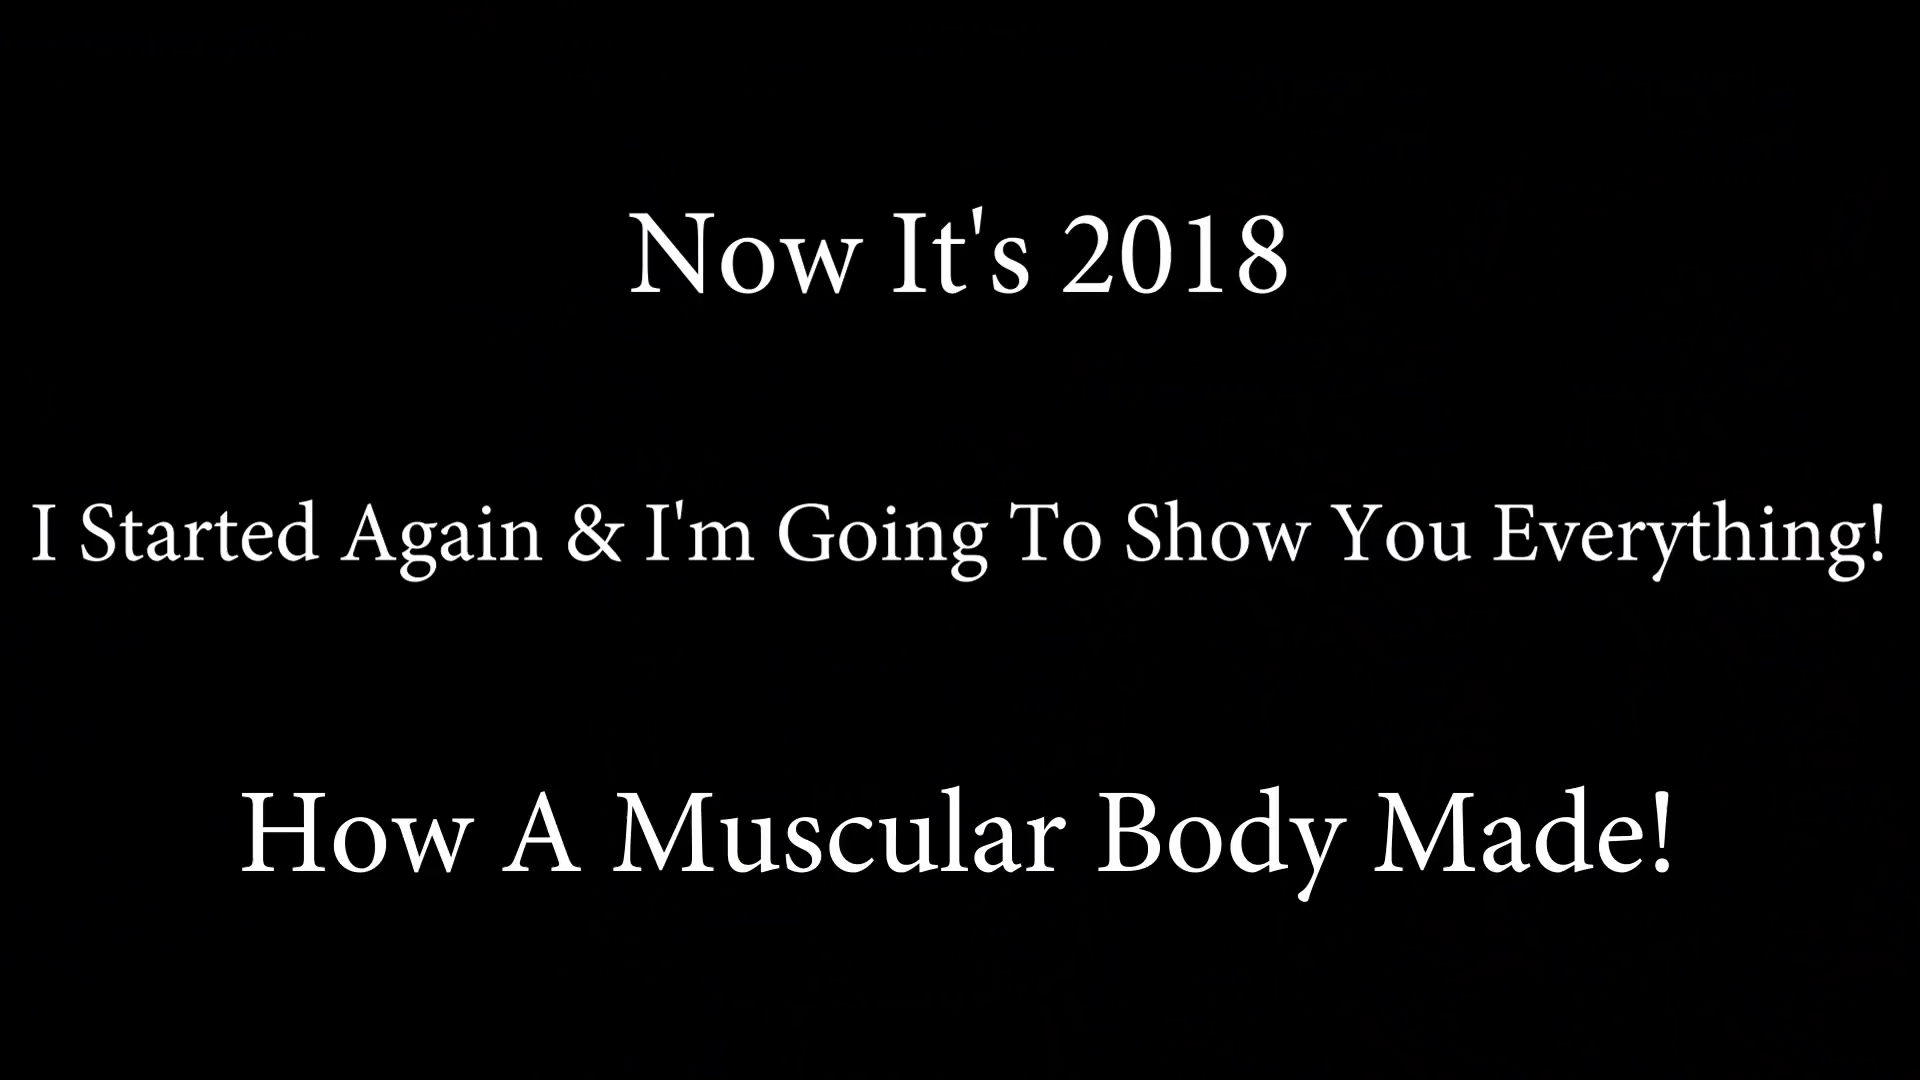 Now It's 2018
I Started Again & I'm Going To Show You Everything!
How A Muscular Body Made!